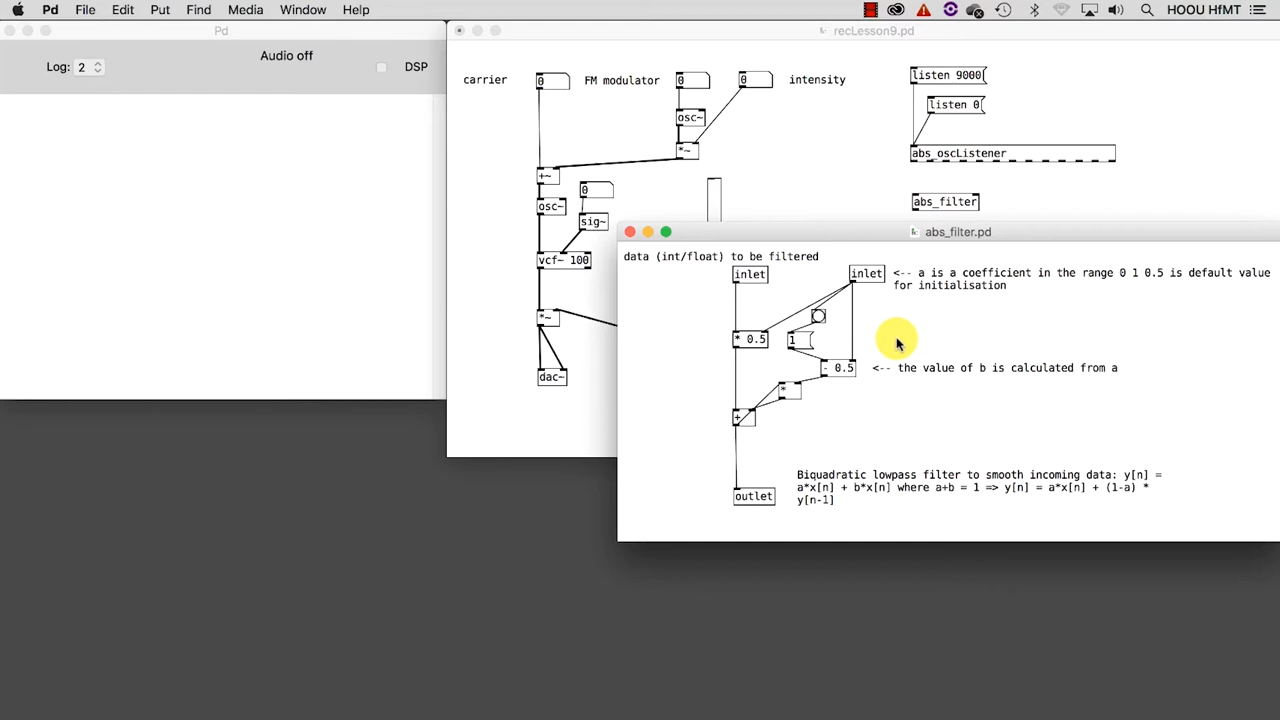 Pd File Edit Put Find Media Window Help HOOU HfMT
Pd
Audio off
Log: 2 DSP
recLesson9.pd
carrier 0 FM modulator 0 0 intensity
osc~
*~
+~
0
osc~
sig~
vcf~ 100
*~
dac~
listen 9000
listen 0
abs_oscListener
abs_filter
abs_filter.pd
data (int/float) to be filtered
inlet inlet <-- a is a coefficient in the range 0 1 0.5 is default value
for initialisation
* 0.5 1
- 0.5 <-- the value of b is calculated from a
*
+
Biquadratic lowpass filter to smooth incoming data: y[n] =
a*x[n] + b*x[n] where a+b = 1 => y[n] = a*x[n] + (1-a) *
y[n-1]
outlet